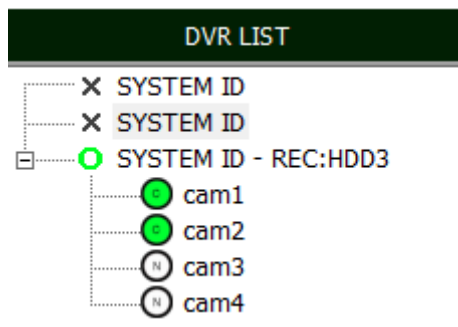 DVR LIST
SYSTEM ID
SYSTEM ID
SYSTEM ID - REC:HDD3
C cam1
C cam2
N cam3
N cam4